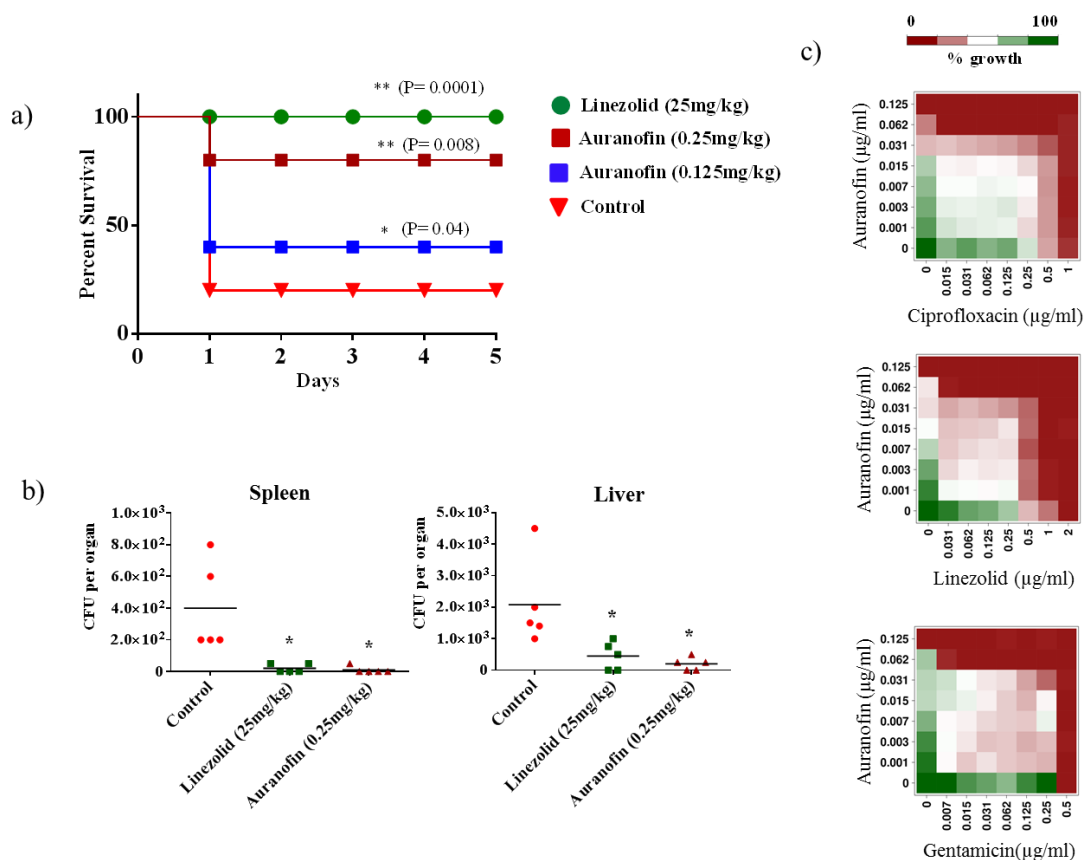 a)
** (P= 0.0001)
** (P= 0.008)
* (P= 0.04)
100
50
0
Percent Survival
0 1 2 3 4 5
Days
Linezolid (25mg/kg)
Auranofin (0.25mg/kg)
Auranofin (0.125mg/kg)
Control
b)
Spleen
CFU per organ
1.0×10³
8.0×10²
6.0×10²
4.0×10²
2.0×10²
0
*
*
Control
Linezolid (25mg/kg)
Auranofin (0.25mg/kg)
Liver
CFU per organ
5.0×10³
4.0×10³
3.0×10³
2.0×10³
1.0×10³
0
*
*
Control
Linezolid (25mg/kg)
Auranofin (0.25mg/kg)
c)
0 100
% growth
Auranofin (µg/ml)
0.125
0.062
0.031
0.015
0.007
0.003
0.001
0
0 0.015 0.031 0.062 0.125 0.25 0.5 1
Ciprofloxacin (µg/ml)
Auranofin (µg/ml)
0.125
0.062
0.031
0.015
0.007
0.003
0.001
0
0 0.031 0.062 0.125 0.25 0.5 1 2
Linezolid (µg/ml)
Auranofin (µg/ml)
0.125
0.062
0.031
0.015
0.007
0.003
0.001
0
0 0.007 0.015 0.031 0.062 0.125 0.25 0.5
Gentamicin(µg/ml)